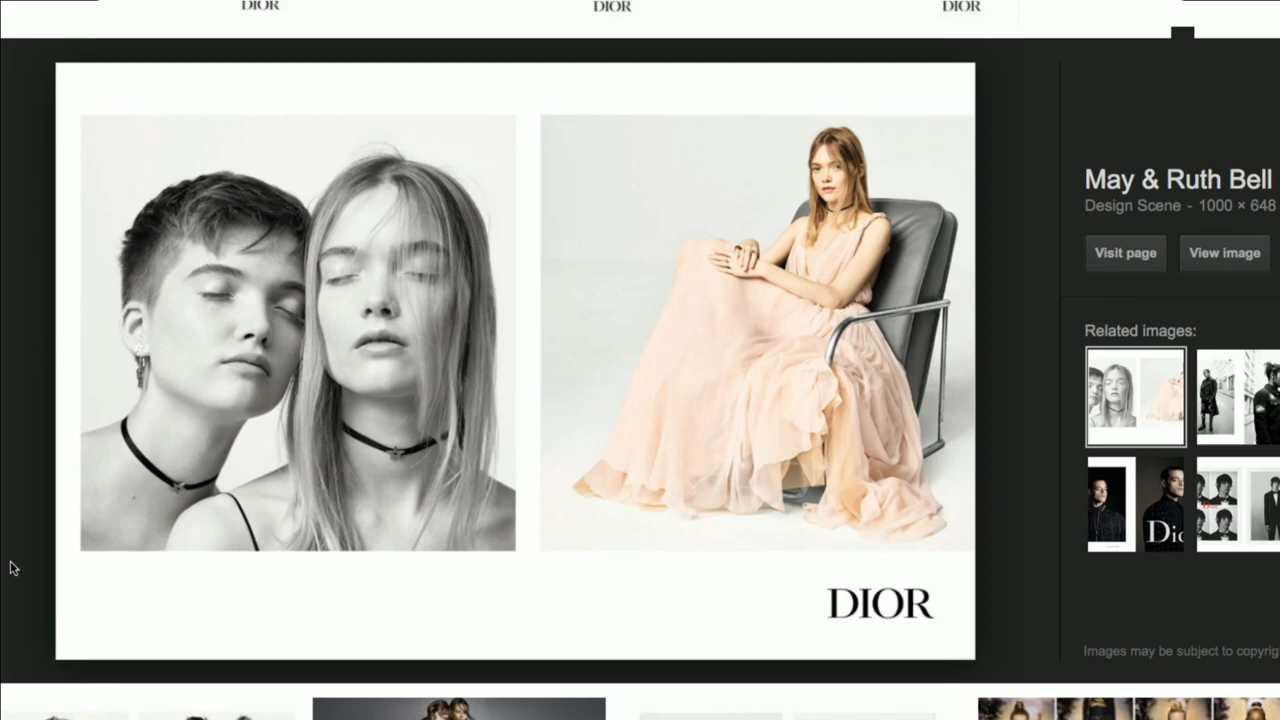 DIOR
DIOR
DIOR
May & Ruth Bell
Design Scene - 1000 × 648
Visit page
View image
Related images:
Dio
DIOR
Images may be subject to